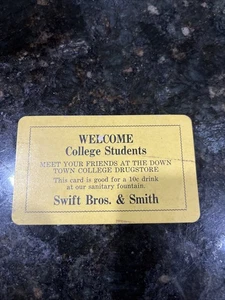 WELCOME
College Students
MEET YOUR FRIENDS AT THE DOWN
TOWN COLLEGE DRUGSTORE
This card is good for a 10c drink
at our sanitary fountain.
Swift Bros. & Smith